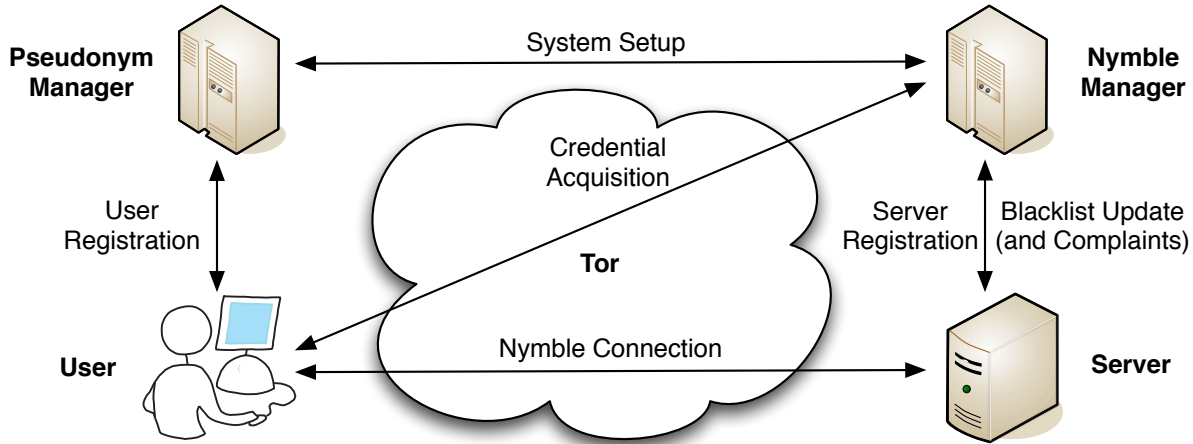 Pseudonym
Manager
System Setup
Nymble
Manager
Credential
Acquisition
User
Registration
Server
Registration
Blacklist Update
(and Complaints)
Tor
User
Nymble Connection
Server